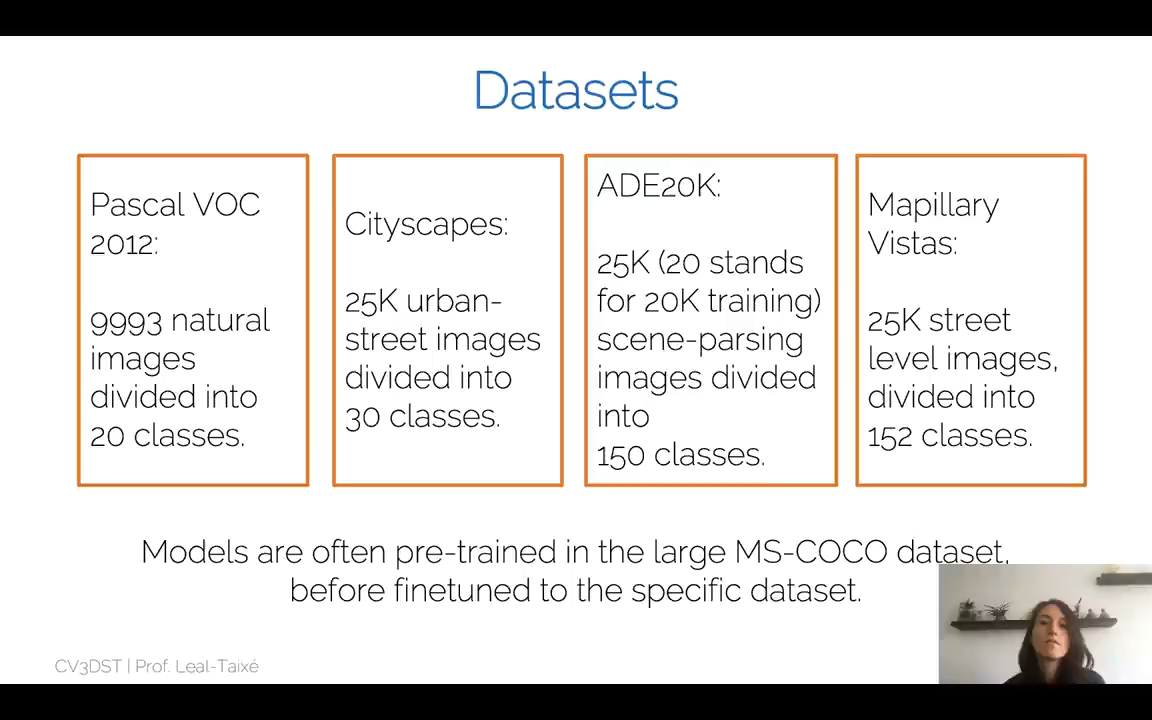 Datasets
Pascal VOC
2012:
9993 natural
images
divided into
20 classes.
Cityscapes:
25K urban-
street images
divided into
30 classes.
ADE20K:
25K (20 stands
for 20K training)
scene-parsing
images divided
into
150 classes.
Mapillary
Vistas:
25K street
level images,
divided into
152 classes.
Models are often pre-trained in the large MS-COCO dataset,
before finetuned to the specific dataset.
CV3DST | Prof. Leal-Taixé